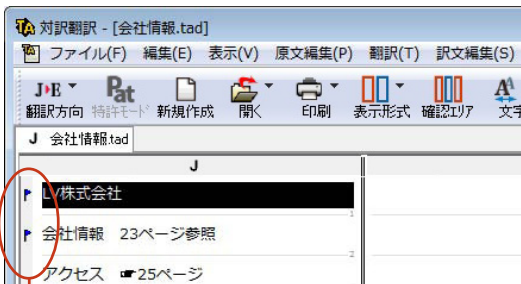 対訳翻訳 - [会社情報.tad]
ファイル(F) 編集(E) 表示(V) 原文編集(P) 翻訳(T) 訳文編集(S)
J▸E Pat
翻訳方向 特許モード 新規作成 開く 印刷 表示形式 確認エリア 文字
J 会社情報.tad
J
LV株式会社
1
会社情報 23ページ参照
2
アクセス ☛25ページ